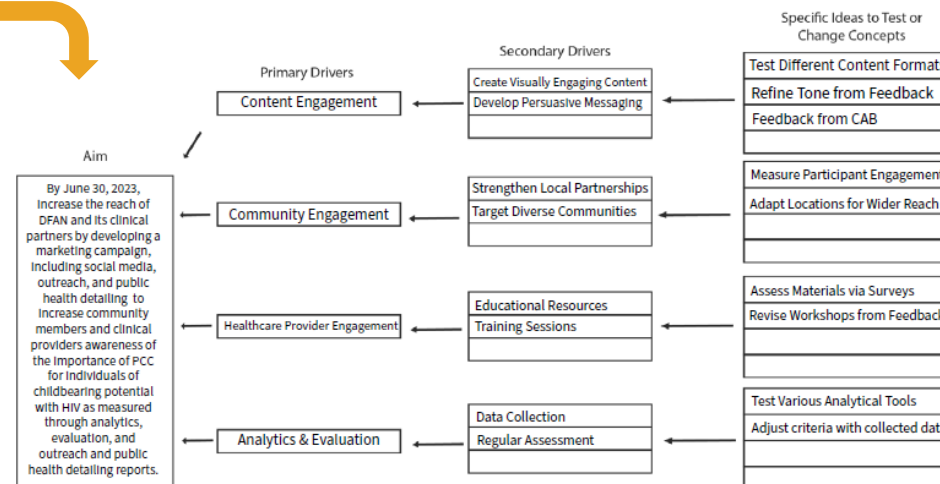 Specific Ideas to Test or
Change Concepts
Secondary Drivers
Primary Drivers
Aim
By June 30, 2023,
increase the reach of
DFAN and its clinical
partners by developing a
marketing campaign,
including social media,
outreach, and public
health detailing to
increase community
members and clinical
providers awareness of
the importance of PCC
for individuals of
childbearing potential
with HIV as measured
through analytics,
evaluation, and
outreach and public
health detailing reports.
Content Engagement
Create Visually Engaging Content
Develop Persuasive Messaging
Test Different Content Format
Refine Tone from Feedback
Feedback from CAB
Community Engagement
Strengthen Local Partnerships
Target Diverse Communities
Measure Participant Engagement
Adapt Locations for Wider Reach
Healthcare Provider Engagement
Educational Resources
Training Sessions
Assess Materials via Surveys
Revise Workshops from Feedback
Analytics & Evaluation
Data Collection
Regular Assessment
Test Various Analytical Tools
Adjust criteria with collected dat